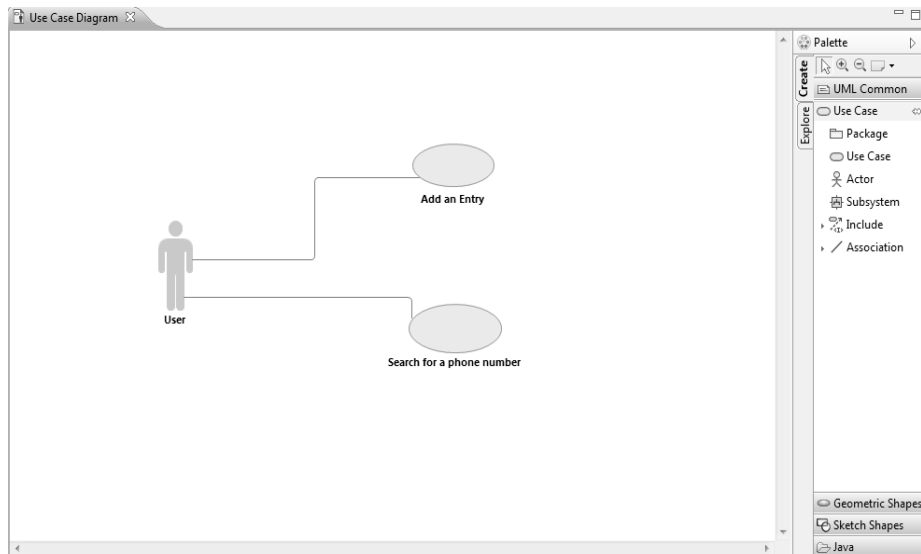 Use Case Diagram
Add an Entry
User
Search for a phone number
Palette
Create
Explore
UML Common
Use Case
Package
Use Case
Actor
Subsystem
Include
Association
Geometric Shapes
Sketch Shapes
Java